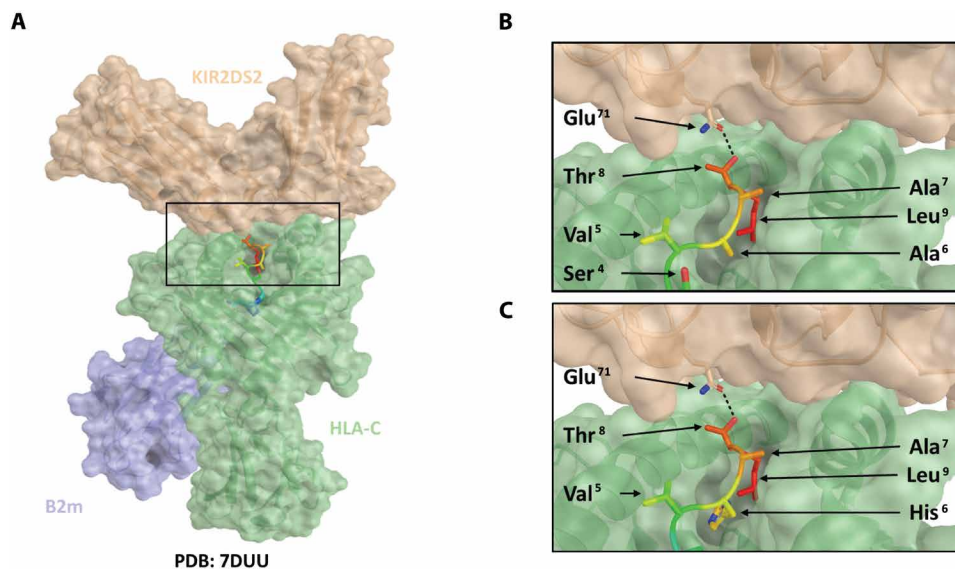 A
KIR2DS2
HLA-C
B2m
PDB: 7DUU
B
Glu71
Thr8
Val5
Ser4
Ala7
Leu9
Ala6
C
Glu71
Thr8
Val5
Ala7
Leu9
His6